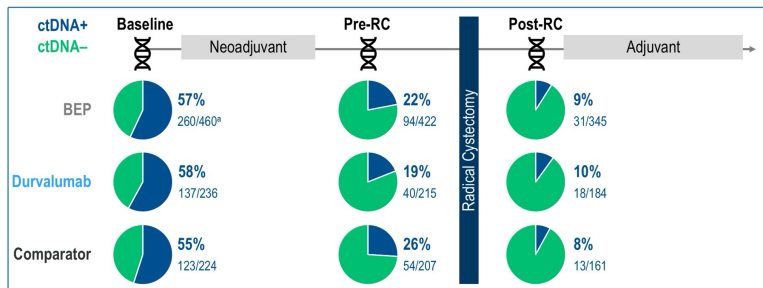 ctDNA+
ctDNA–
Baseline
Neoadjuvant
Pre-RC
Radical Cystectomy
Post-RC
Adjuvant
BEP
57%
260/460ª
22%
94/422
9%
31/345
Durvalumab
58%
137/236
19%
40/215
10%
18/184
Comparator
55%
123/224
26%
54/207
8%
13/161